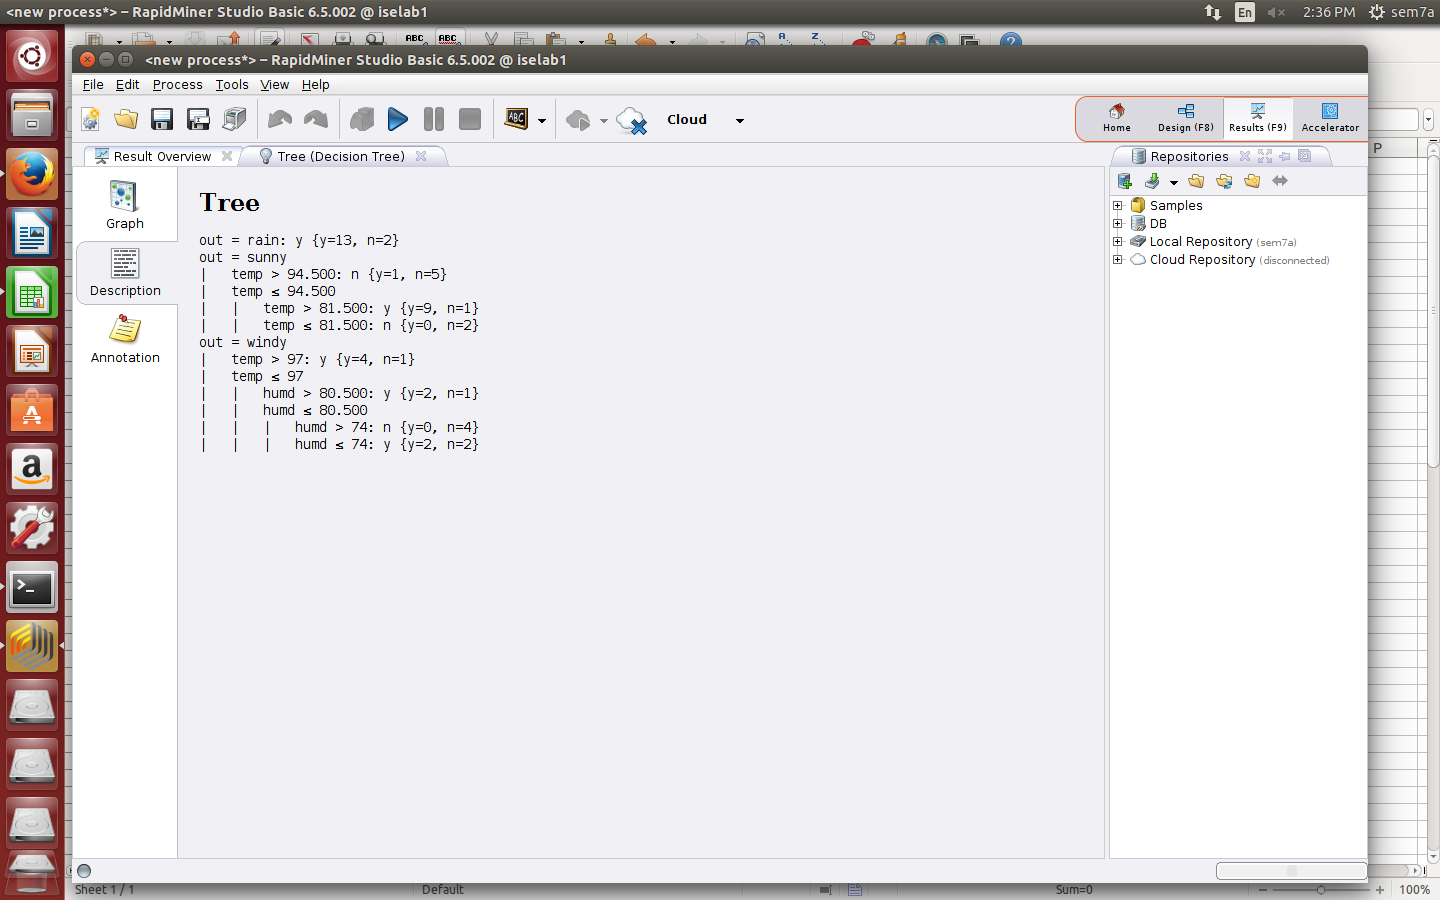 <new process*> – RapidMiner Studio Basic 6.5.002 @ iselab1
En
2:36 PM
sem7a
<new process*> – RapidMiner Studio Basic 6.5.002 @ iselab1
File Edit Process Tools View Help
Cloud
Home
Design (F8)
Results (F9)
Accelerator
Result Overview
Tree (Decision Tree)
Repositories
P
Graph
Description
Annotation
Tree
out = rain: y {y=13, n=2}
out = sunny
|   temp > 94.500: n {y=1, n=5}
|   temp ≤ 94.500
|   |   temp > 81.500: y {y=9, n=1}
|   |   temp ≤ 81.500: n {y=0, n=2}
out = windy
|   temp > 97: y {y=4, n=1}
|   temp ≤ 97
|   |   humd > 80.500: y {y=2, n=1}
|   |   humd ≤ 80.500
|   |   |   humd > 74: n {y=0, n=4}
|   |   |   humd ≤ 74: y {y=2, n=2}
Samples
DB
Local Repository (sem7a)
Cloud Repository (disconnected)
Sheet 1 / 1
Default
Sum=0
100%